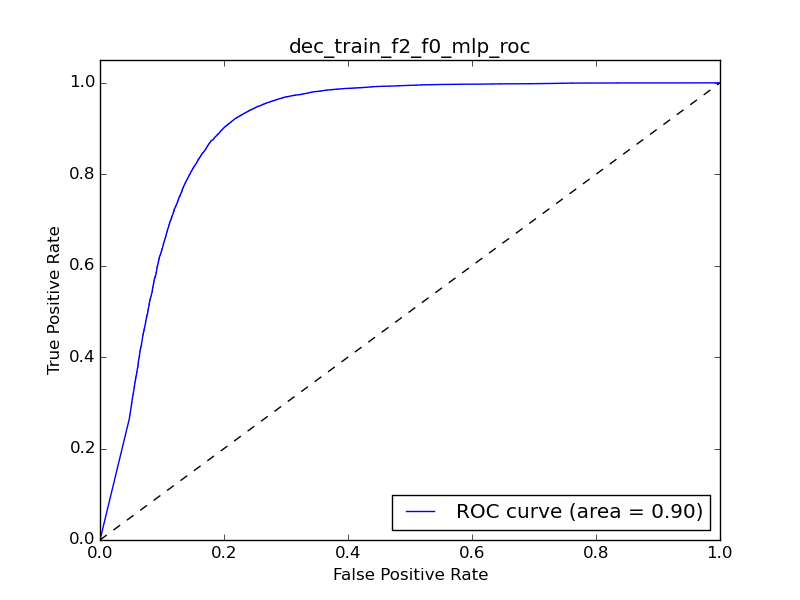 dec_train_f2_f0_mlp_roc
1.0
0.8
0.6
0.4
0.2
0.0
True Positive Rate
ROC curve (area = 0.90)
0.0 0.2 0.4 0.6 0.8 1.0
False Positive Rate